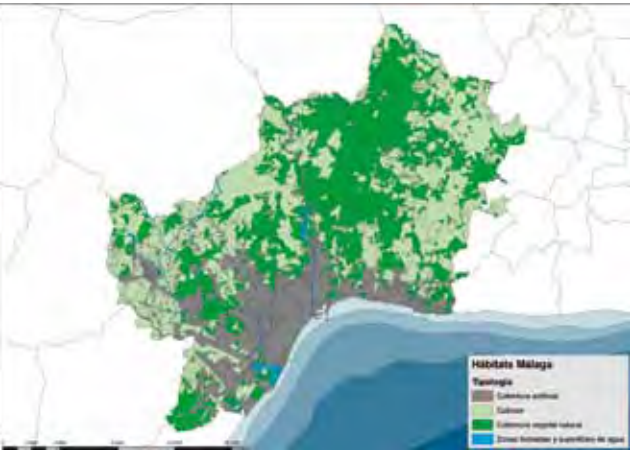 Hábitats Málaga
Tipología
Cobertura artificial
Cultivos
Cobertura vegetal natural
Zonas húmedas y superficies de agua